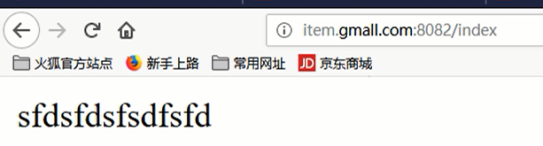 item.gmall.com:8082/index
火狐官方站点 新手上路 常用网址 JD 京东商城
sfdsfdsfsdfsfd